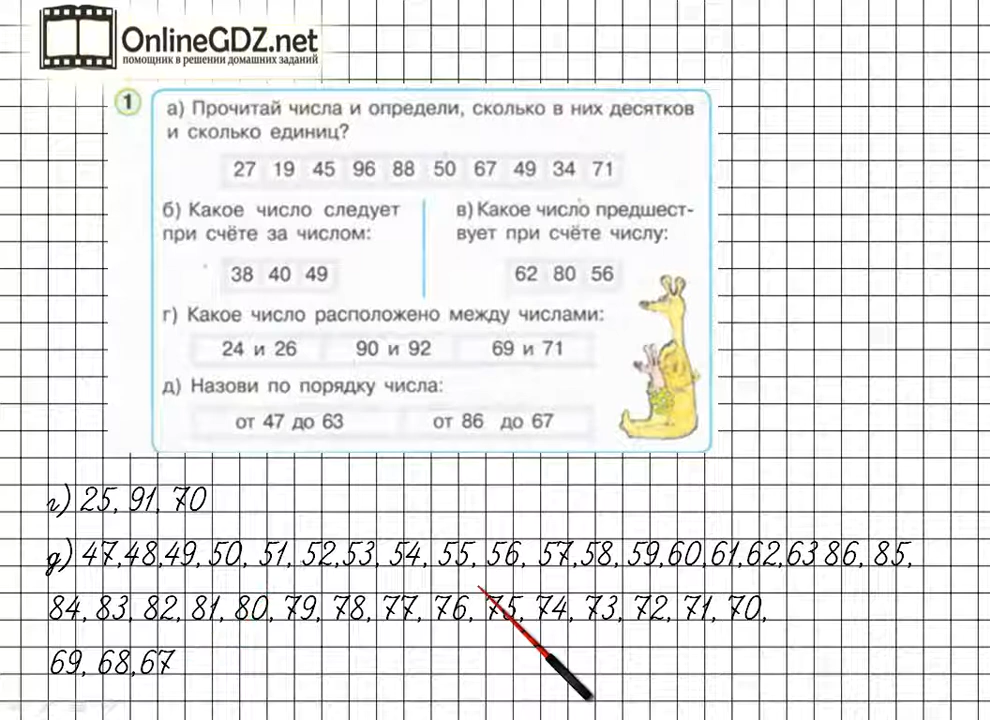 OnlineGDZ.net
помощник в решении домашних заданий
1
а) Прочитай числа и определи, сколько в них десятков
и сколько единиц?
27 19 45 96 88 50 67 49 34 71
б) Какое число следует
при счёте за числом:
38 40 49
в) Какое число предшест-
вует при счёте числу:
62 80 56
г) Какое число расположено между числами:
24 и 26 90 и 92 69 и 71
д) Назови по порядку числа:
от 47 до 63 от 86 до 67
г) 25, 91, 70
д) 47,48,49, 50, 51, 52,53, 54, 55, 56, 57,58, 59,60,61,62,63 86, 85,
84, 83, 82, 81, 80, 79, 78, 77, 76, 75, 74, 73, 72, 71, 70,
69, 68,67